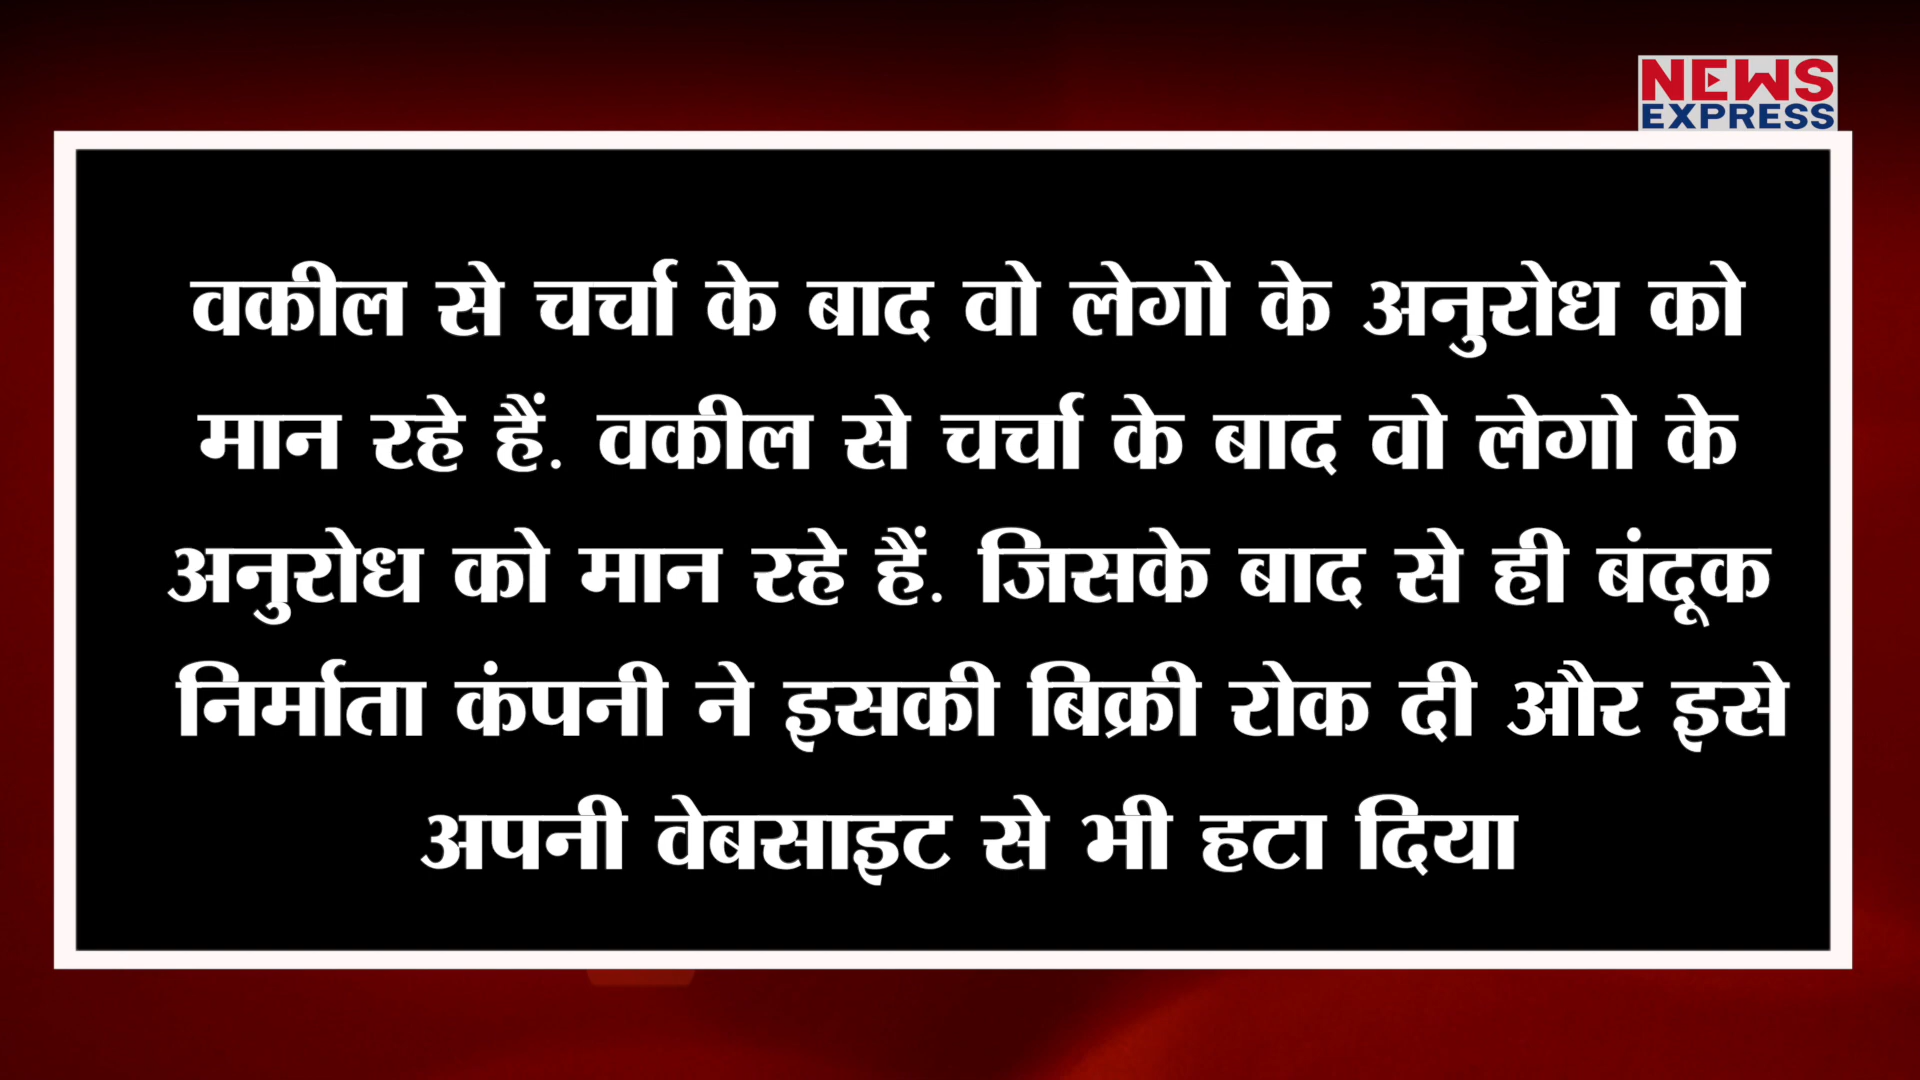 NEWS
EXPRESS
वकील से चर्चा के बाद वो लेगो के अनुरोध को
मान रहे हैं. वकील से चर्चा के बाद वो लेगो के
अनुरोध को मान रहे हैं. जिसके बाद से ही बंदूक
निर्माता कंपनी ने इसकी बिक्री रोक दी और इसे
अपनी वेबसाइट से भी हटा दिया